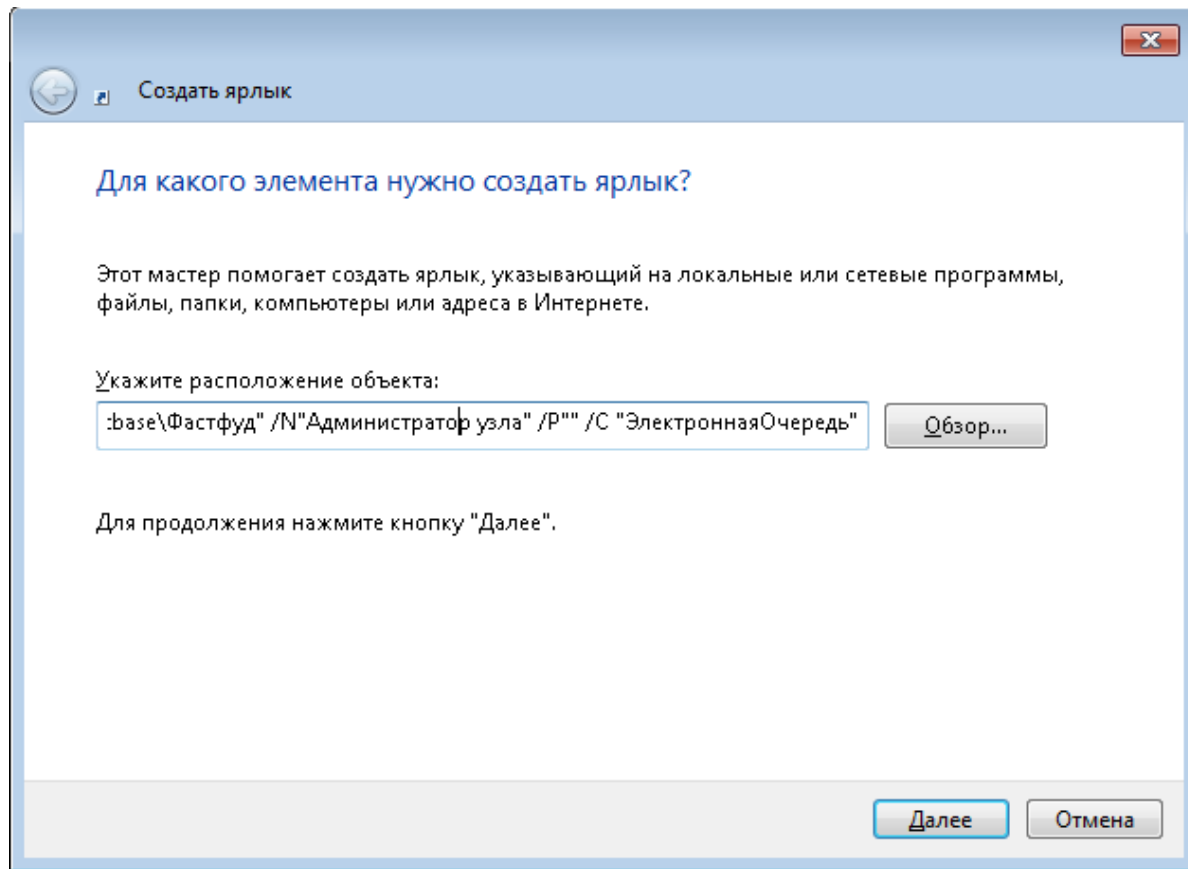 Создать ярлык
Для какого элемента нужно создать ярлык?
Этот мастер помогает создать ярлык, указывающий на локальные или сетевые программы,
файлы, папки, компьютеры или адреса в Интернете.
Укажите расположение объекта:
:base\Фастфуд" /N"Администратор узла" /P"" /C "ЭлектроннаяОчередь"
Обзор...
Для продолжения нажмите кнопку "Далее".
Далее
Отмена